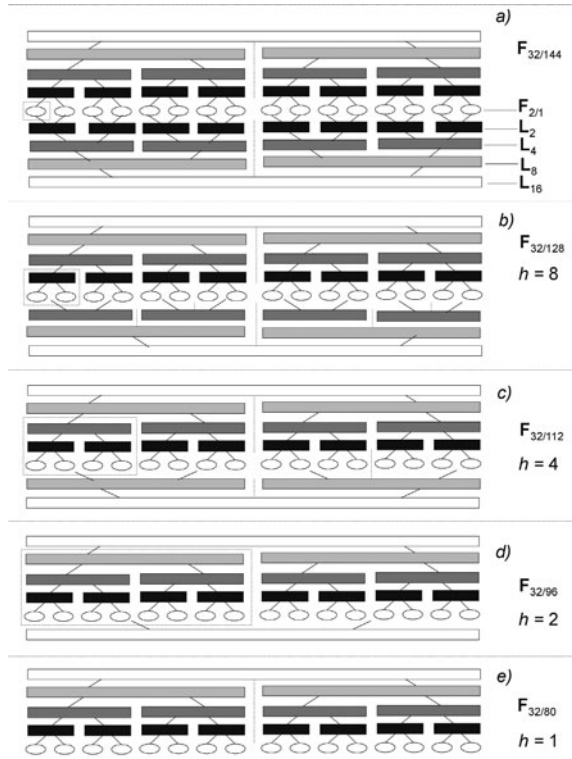 a)
F32/144
F2/1
L2
L4
L8
L16
b)
F32/128
h = 8
c)
F32/112
h = 4
d)
F32/96
h = 2
e)
F32/80
h = 1